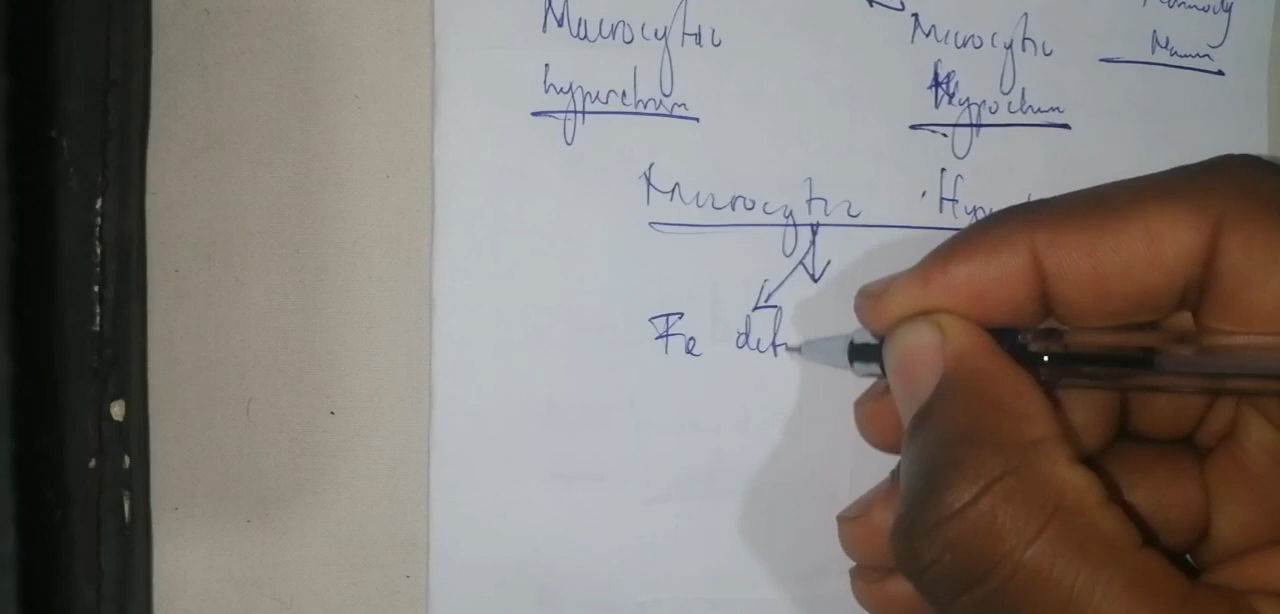 Macrocytic
hyperchrom
Microcytic
Hypochrom
Microcytic Hyp
Fe def